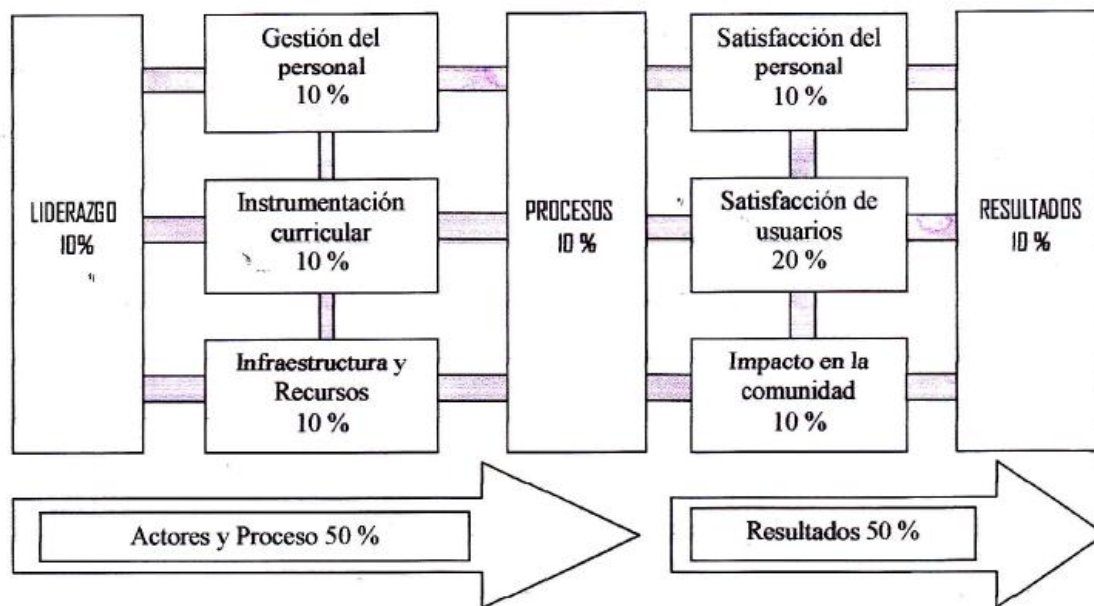 LIDERAZGO
10%
Gestión del
personal
10 %
Instrumentación
curricular
10 %
Infraestructura y
Recursos
10 %
PROCESOS
10 %
Satisfacción del
personal
10 %
Satisfacción de
usuarios
20 %
Impacto en la
comunidad
10 %
RESULTADOS
10 %
Actores y Proceso 50 %
Resultados 50 %